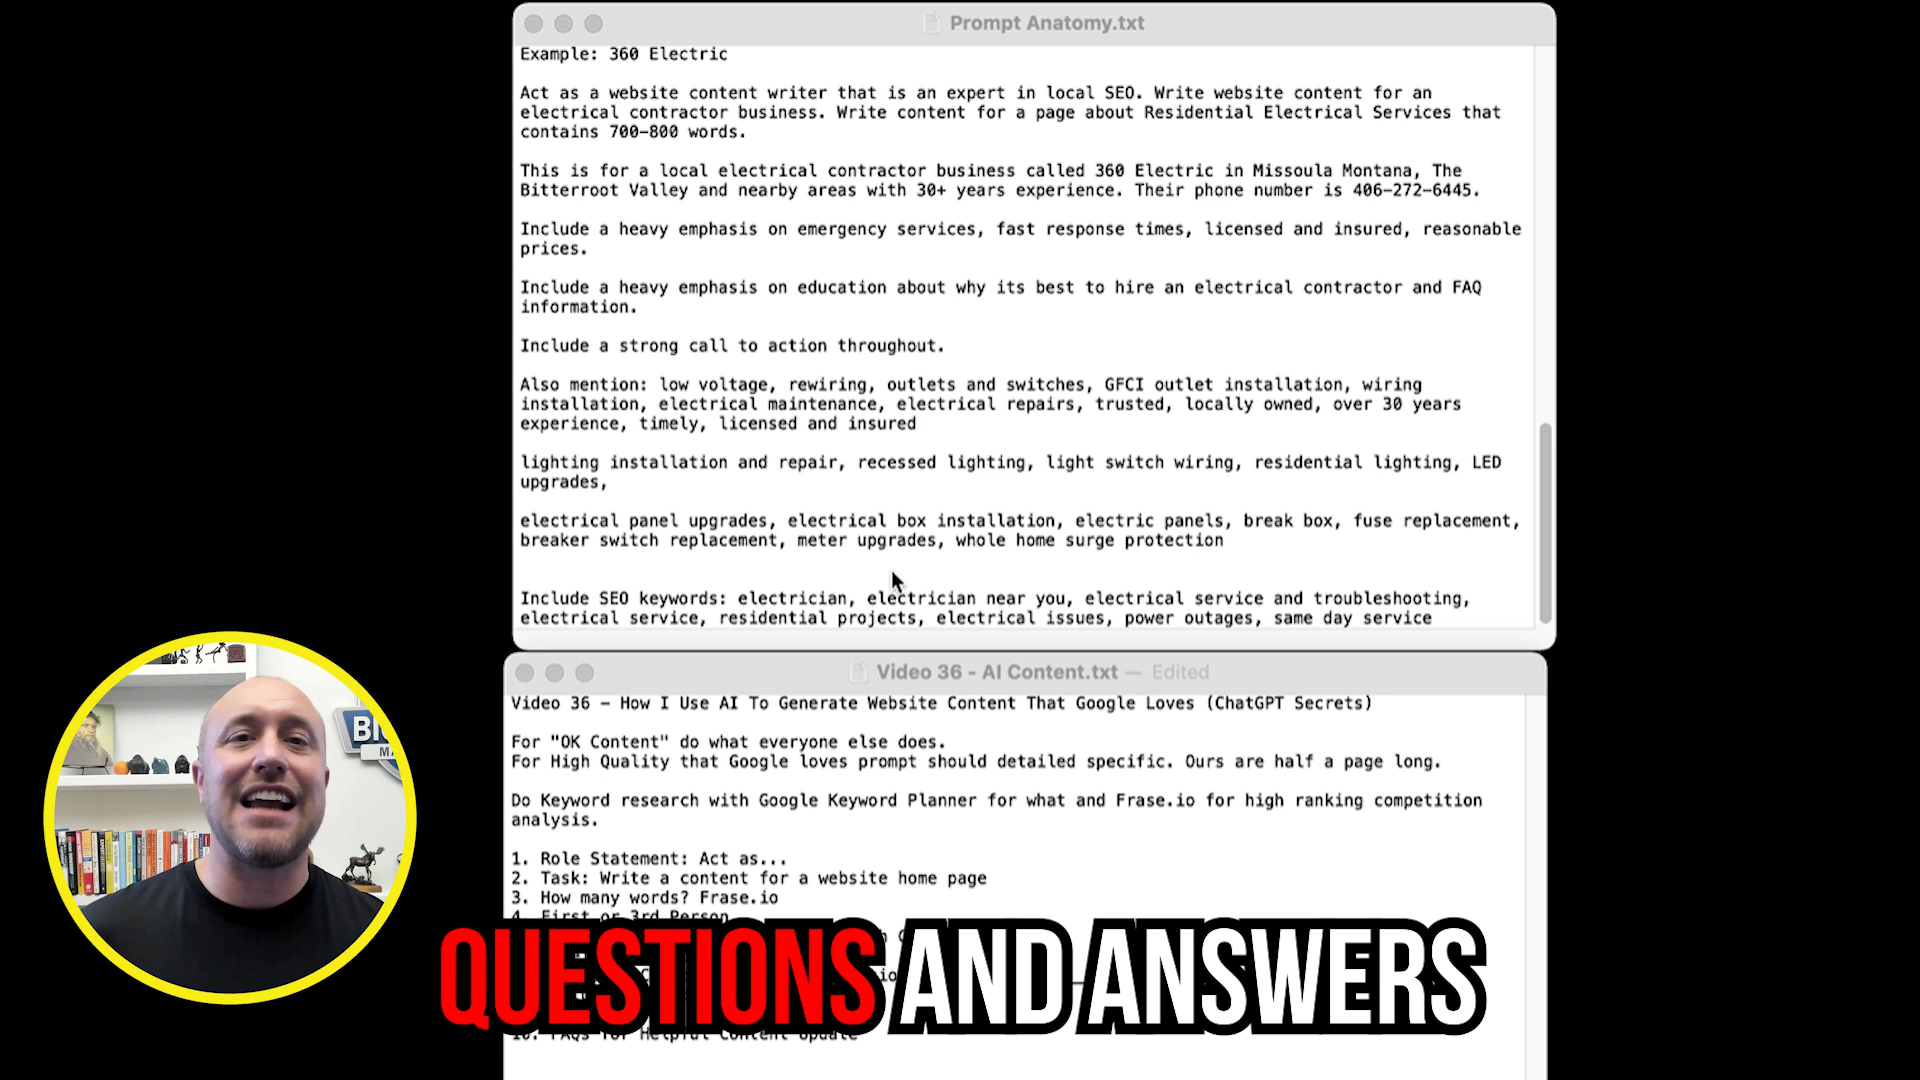 Prompt Anatomy.txt
Example: 360 Electric
Act as a website content writer that is an expert in local SEO. Write website content for an
electrical contractor business. Write content for a page about Residential Electrical Services that
contains 700-800 words.
This is for a local electrical contractor business called 360 Electric in Missoula Montana, The
Bitterroot Valley and nearby areas with 30+ years experience. Their phone number is 406-272-6445.
Include a heavy emphasis on emergency services, fast response times, licensed and insured, reasonable
prices.
Include a heavy emphasis on education about why its best to hire an electrical contractor and FAQ
information.
Include a strong call to action throughout.
Also mention: low voltage, rewiring, outlets and switches, GFCI outlet installation, wiring
installation, electrical maintenance, electrical repairs, trusted, locally owned, over 30 years
experience, timely, licensed and insured
lighting installation and repair, recessed lighting, light switch wiring, residential lighting, LED
upgrades,
electrical panel upgrades, electrical box installation, electric panels, break box, fuse replacement,
breaker switch replacement, meter upgrades, whole home surge protection
Include SEO keywords: electrician, electrician near you, electrical service and troubleshooting,
electrical service, residential projects, electrical issues, power outages, same day service
Video 36 - AI Content.txt — Edited
Video 36 - How I Use AI To Generate Website Content That Google Loves (ChatGPT Secrets)
For "OK Content" do what everyone else does.
For High Quality that Google loves prompt should detailed specific. Ours are half a page long.
Do Keyword research with Google Keyword Planner for what and Frase.io for high ranking competition
analysis.
1. Role Statement: Act as...
2. Task: Write a content for a website home page
3. How many words? Frase.io
4. First or 3rd Person
QUESTIONS AND ANSWERS
10. FAQs for Helpful Content Update